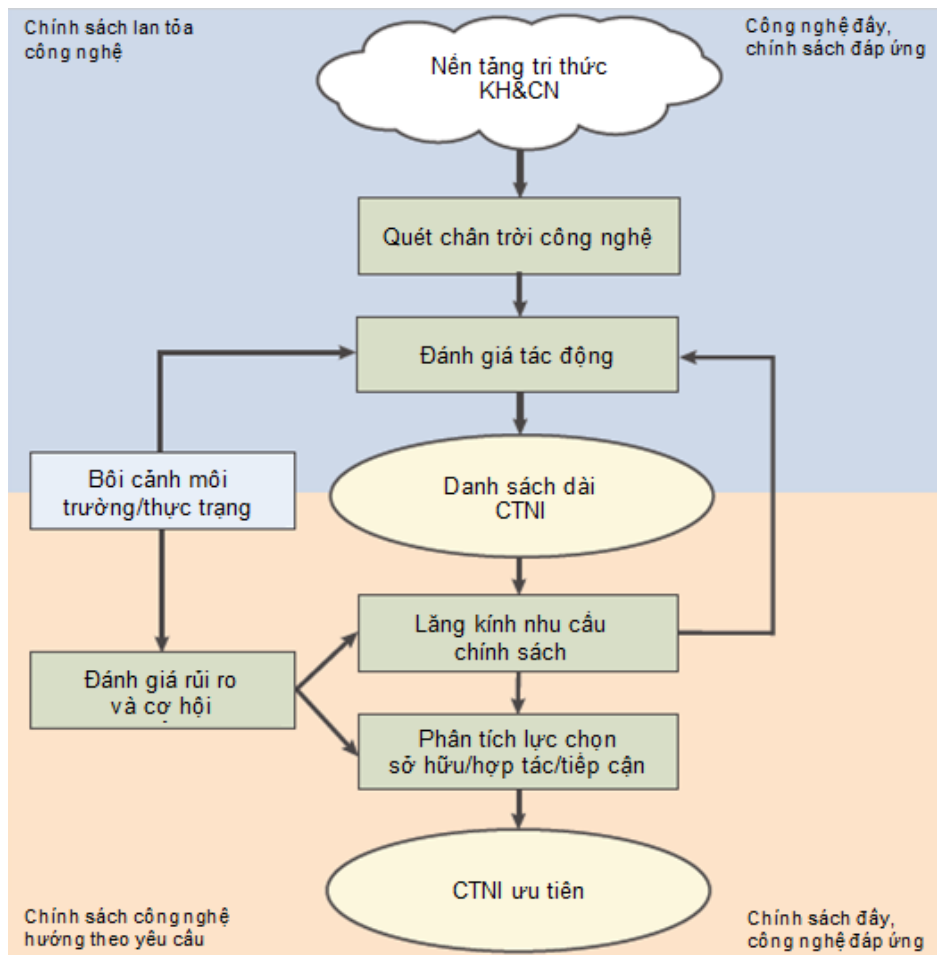 Chính sách lan tỏa
công nghệ
Công nghệ đẩy,
chính sách đáp ứng
Nền tảng tri thức
KH&CN
Quét chân trời công nghệ
Đánh giá tác động
Bối cảnh môi
trường/thực trạng
Danh sách dài
CTNI
Lăng kính nhu cầu
chính sách
Đánh giá rủi ro
và cơ hội
Phân tích lực chọn
sở hữu/hợp tác/tiếp cận
CTNI ưu tiên
Chính sách công nghệ
hướng theo yêu cầu
Chính sách đẩy,
công nghệ đáp ứng